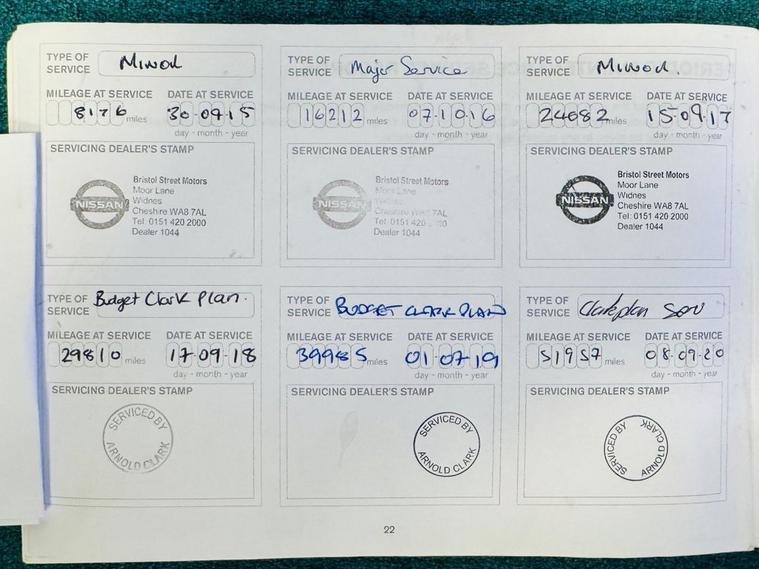 TYPE OF SERVICE Minor
MILEAGE AT SERVICE DATE AT SERVICE
8176 miles 30-09-15
day - month - year
SERVICING DEALER'S STAMP
NISSAN
Bristol Street Motors
Moor Lane
Widnes
Cheshire WA8 7AL
Tel: 0151 420 2000
Dealer 1044
TYPE OF SERVICE Major Service
MILEAGE AT SERVICE DATE AT SERVICE
16212 miles 07.10.16
day - month - year
SERVICING DEALER'S STAMP
NISSAN
Bristol Street Motors
Moor Lane
Widnes
Cheshire WA8 7AL
Tel: 0151 420
Dealer 1044
TYPE OF SERVICE Minor.
MILEAGE AT SERVICE DATE AT SERVICE
24082 miles 15.09.17
day - month - year
SERVICING DEALER'S STAMP
NISSAN
Bristol Street Motors
Moor Lane
Widnes
Cheshire WA8 7AL
Tel: 0151 420 2000
Dealer 1044
TYPE OF SERVICE Budget Clark Plan.
MILEAGE AT SERVICE DATE AT SERVICE
29810 miles 17.09.18
day - month - year
SERVICING DEALER'S STAMP
SERVICED BY
ARNOLD CLARK
TYPE OF SERVICE BUDGET CLARK PLAN
MILEAGE AT SERVICE DATE AT SERVICE
39985 miles 01.07.19
day - month - year
SERVICING DEALER'S STAMP
SERVICED BY
ARNOLD CLARK
TYPE OF SERVICE Clarkplan Serv
MILEAGE AT SERVICE DATE AT SERVICE
51957 miles 08.09.20
day - month - year
SERVICING DEALER'S STAMP
SERVICED BY
ARNOLD CLARK
22